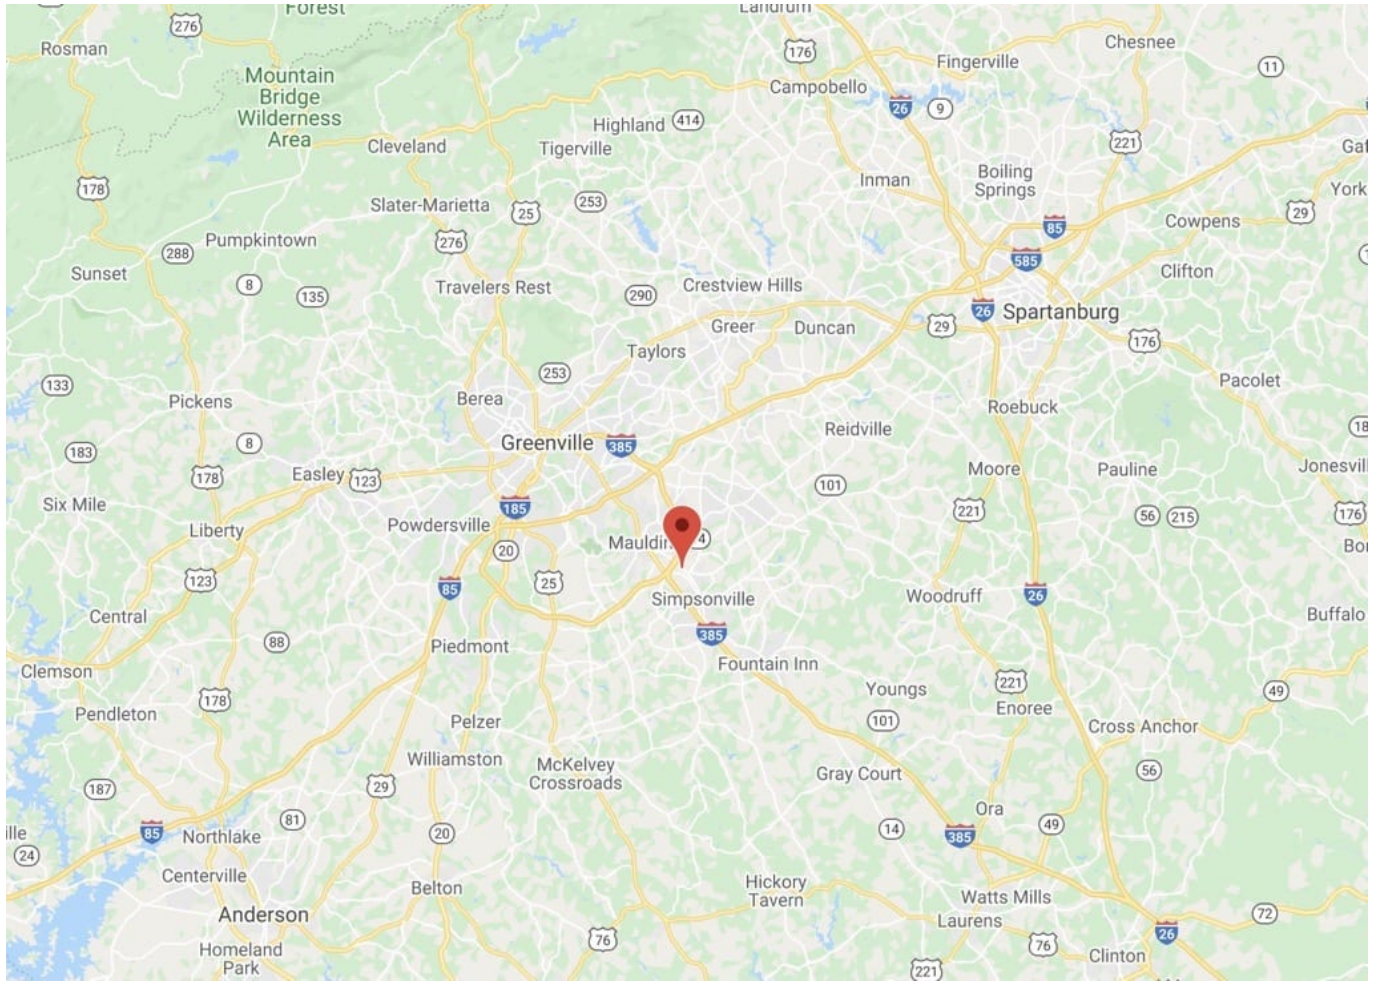 Forest
Landrum
276
Rosman
Chesnee
176
Fingerville
11
Mountain
Bridge
Wilderness
Area
Campobello
26
9
Highland
414
221
Cleveland
Tigerville
Gaf
Boiling
Springs
Inman
178
253
York
Slater-Marietta
25
29
Cowpens
85
Pumpkintown
276
288
585
Sunset
Clifton
8
135
Travelers Rest
290
Crestview Hills
26
Spartanburg
Greer
Duncan
29
176
Taylors
133
253
Pacolet
Pickens
Berea
Roebuck
18
Reidville
8
Greenville
385
183
Easley
123
178
Moore
Pauline
Jonesvill
101
Six Mile
185
221
56
215
176
Liberty
Powdersville
Mauldin
4
Bo
20
123
85
25
Simpsonville
Woodruff
26
Central
Buffalo
88
385
Piedmont
Fountain Inn
Clemson
221
Youngs
49
178
Pendleton
Enoree
Pelzer
101
Cross Anchor
Williamston
McKelvey
Crossroads
Gray Court
56
187
29
Ora
81
85
Northlake
20
14
385
49
ille
24
Centerville
Belton
Hickory
Tavern
Watts Mills
Anderson
Laurens
72
26
Homeland
Park
76
76
Clinton
221